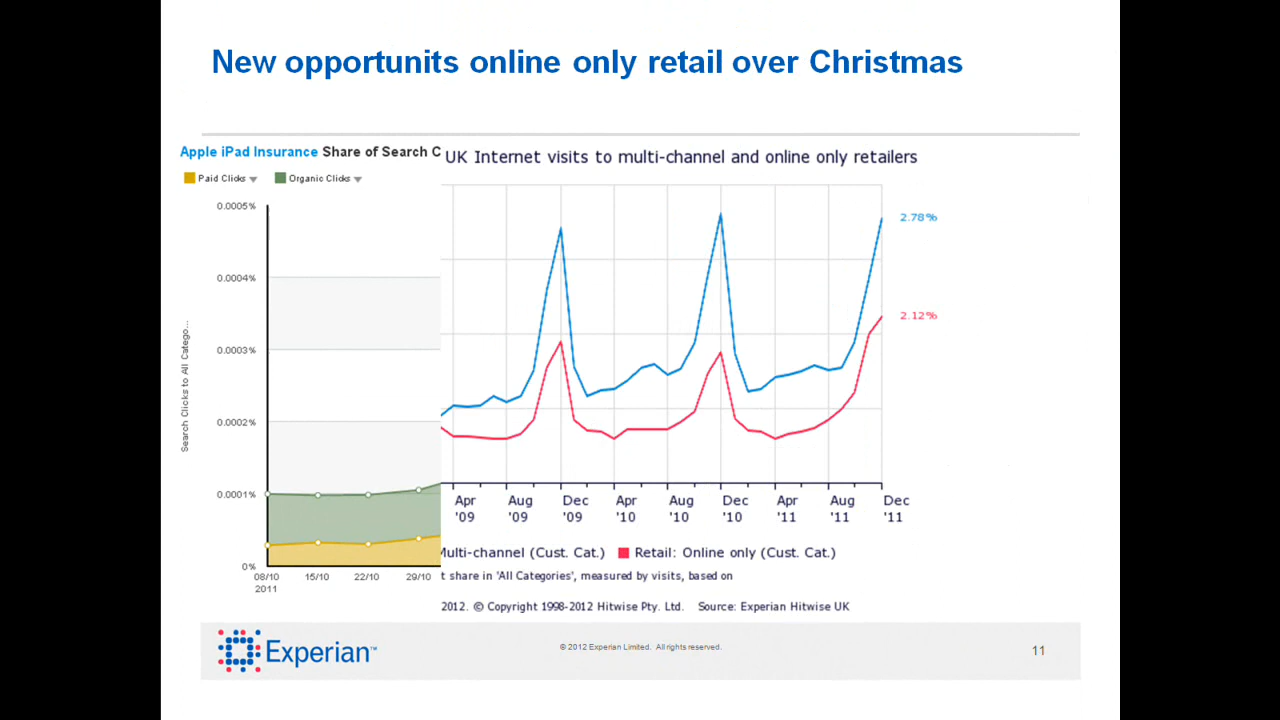 New opportunits online only retail over Christmas
Apple iPad Insurance Share of Search C
Paid Clicks
Organic Clicks
0.0005%
0.0004%
0.0003%
0.0002%
0.0001%
0%
Search Clicks to All Catego...
08/10
2011
15/10
22/10
29/10
UK Internet visits to multi-channel and online only retailers
2.78%
2.12%
Apr '09
Aug '09
Dec '09
Apr '10
Aug '10
Dec '10
Apr '11
Aug '11
Dec '11
Multi-channel (Cust. Cat.)
Retail: Online only (Cust. Cat.)
t share in 'All Categories', measured by visits, based on
2012. © Copyright 1998-2012 Hitwise Pty. Ltd. Source: Experian Hitwise UK
Experian™
© 2012 Experian Limited. All rights reserved.
11